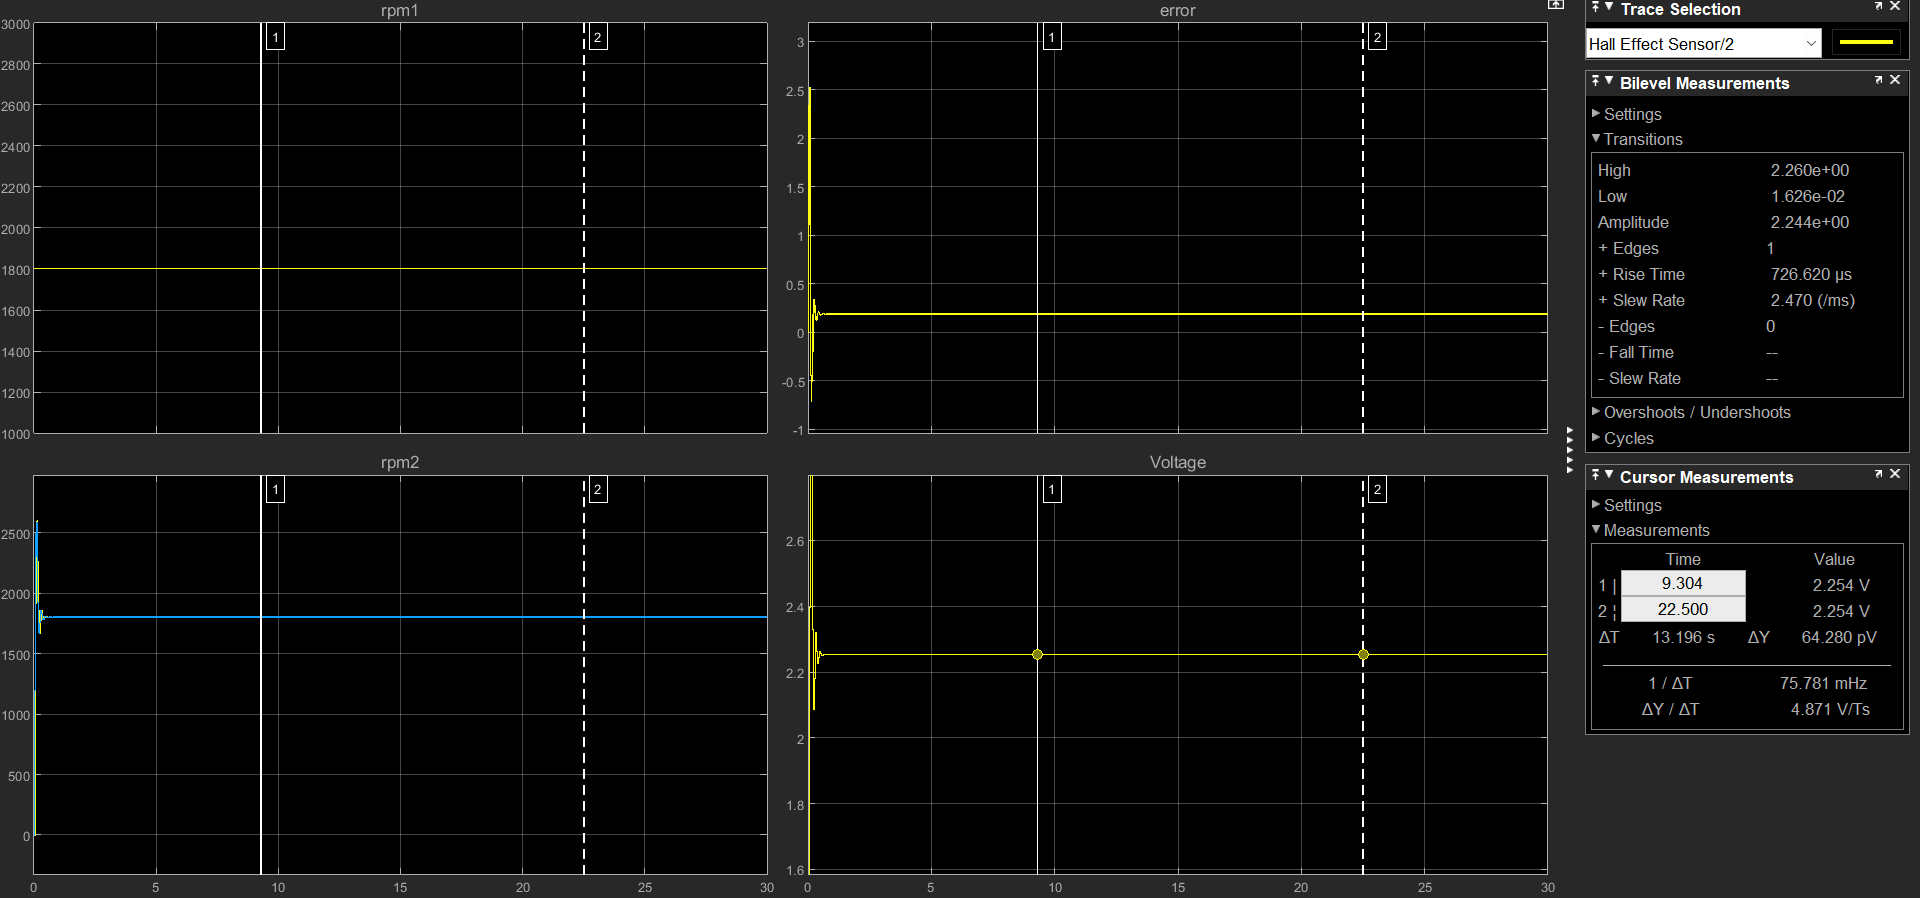 rpm1
3000
2800
2600
2400
2200
2000
1800
1600
1400
1200
1000
1
2
error
3
2.5
2
1.5
1
0.5
0
-0.5
-1
1
2
rpm2
2500
2000
1500
1000
500
0
1
2
0 5 10 15 20 25 30
Voltage
2.6
2.4
2.2
2
1.8
1.6
1
2
0 5 10 15 20 25 30
Trace Selection
Hall Effect Sensor/2
Bilevel Measurements
Settings
Transitions
High 2.260e+00
Low 1.626e-02
Amplitude 2.244e+00
+ Edges 1
+ Rise Time 726.620 µs
+ Slew Rate 2.470 (/ms)
- Edges 0
- Fall Time --
- Slew Rate --
Overshoots / Undershoots
Cycles
Cursor Measurements
Settings
Measurements
Time Value
1 | 9.304 2.254 V
2 ¦ 22.500 2.254 V
ΔT 13.196 s ΔY 64.280 pV
1 / ΔT 75.781 mHz
ΔY / ΔT 4.871 V/Ts